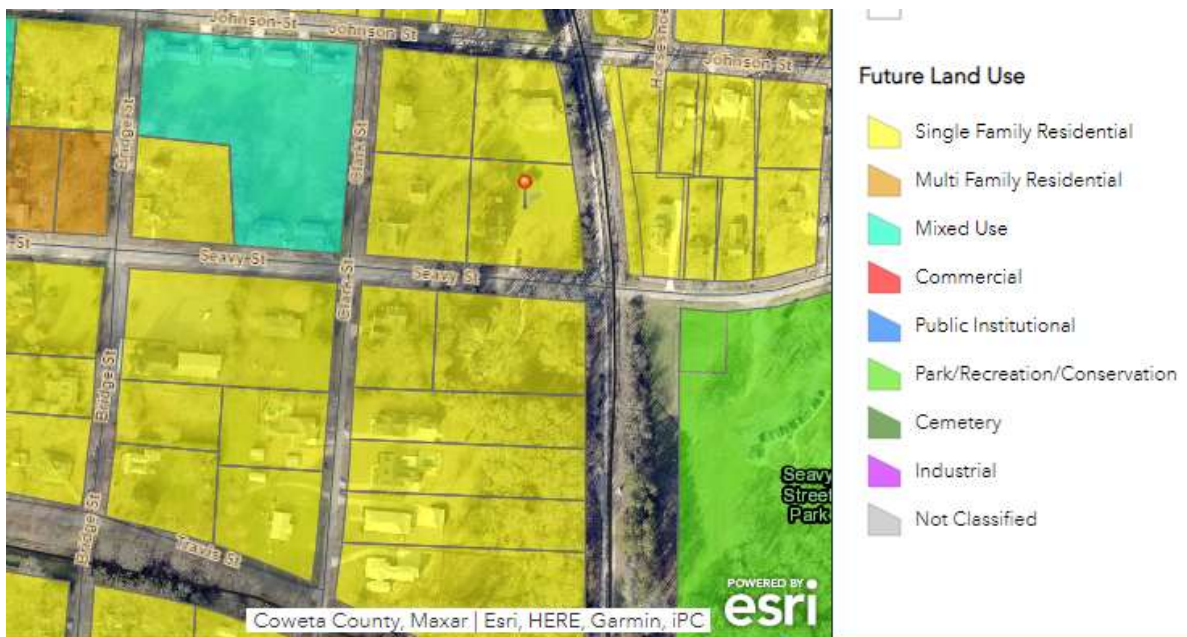 Johnson St
Johnson St
Horseshoe
Johnson St
Bridge St
Clark St
-St
Seavy St
Seavy St
Clark St
Bridge St
Bridge St
Travis St
Seavy
Street
Park
POWERED BY
esri
Coweta County, Maxar | Esri, HERE, Garmin, iPC
Future Land Use
Single Family Residential
Multi Family Residential
Mixed Use
Commercial
Public Institutional
Park/Recreation/Conservation
Cemetery
Industrial
Not Classified